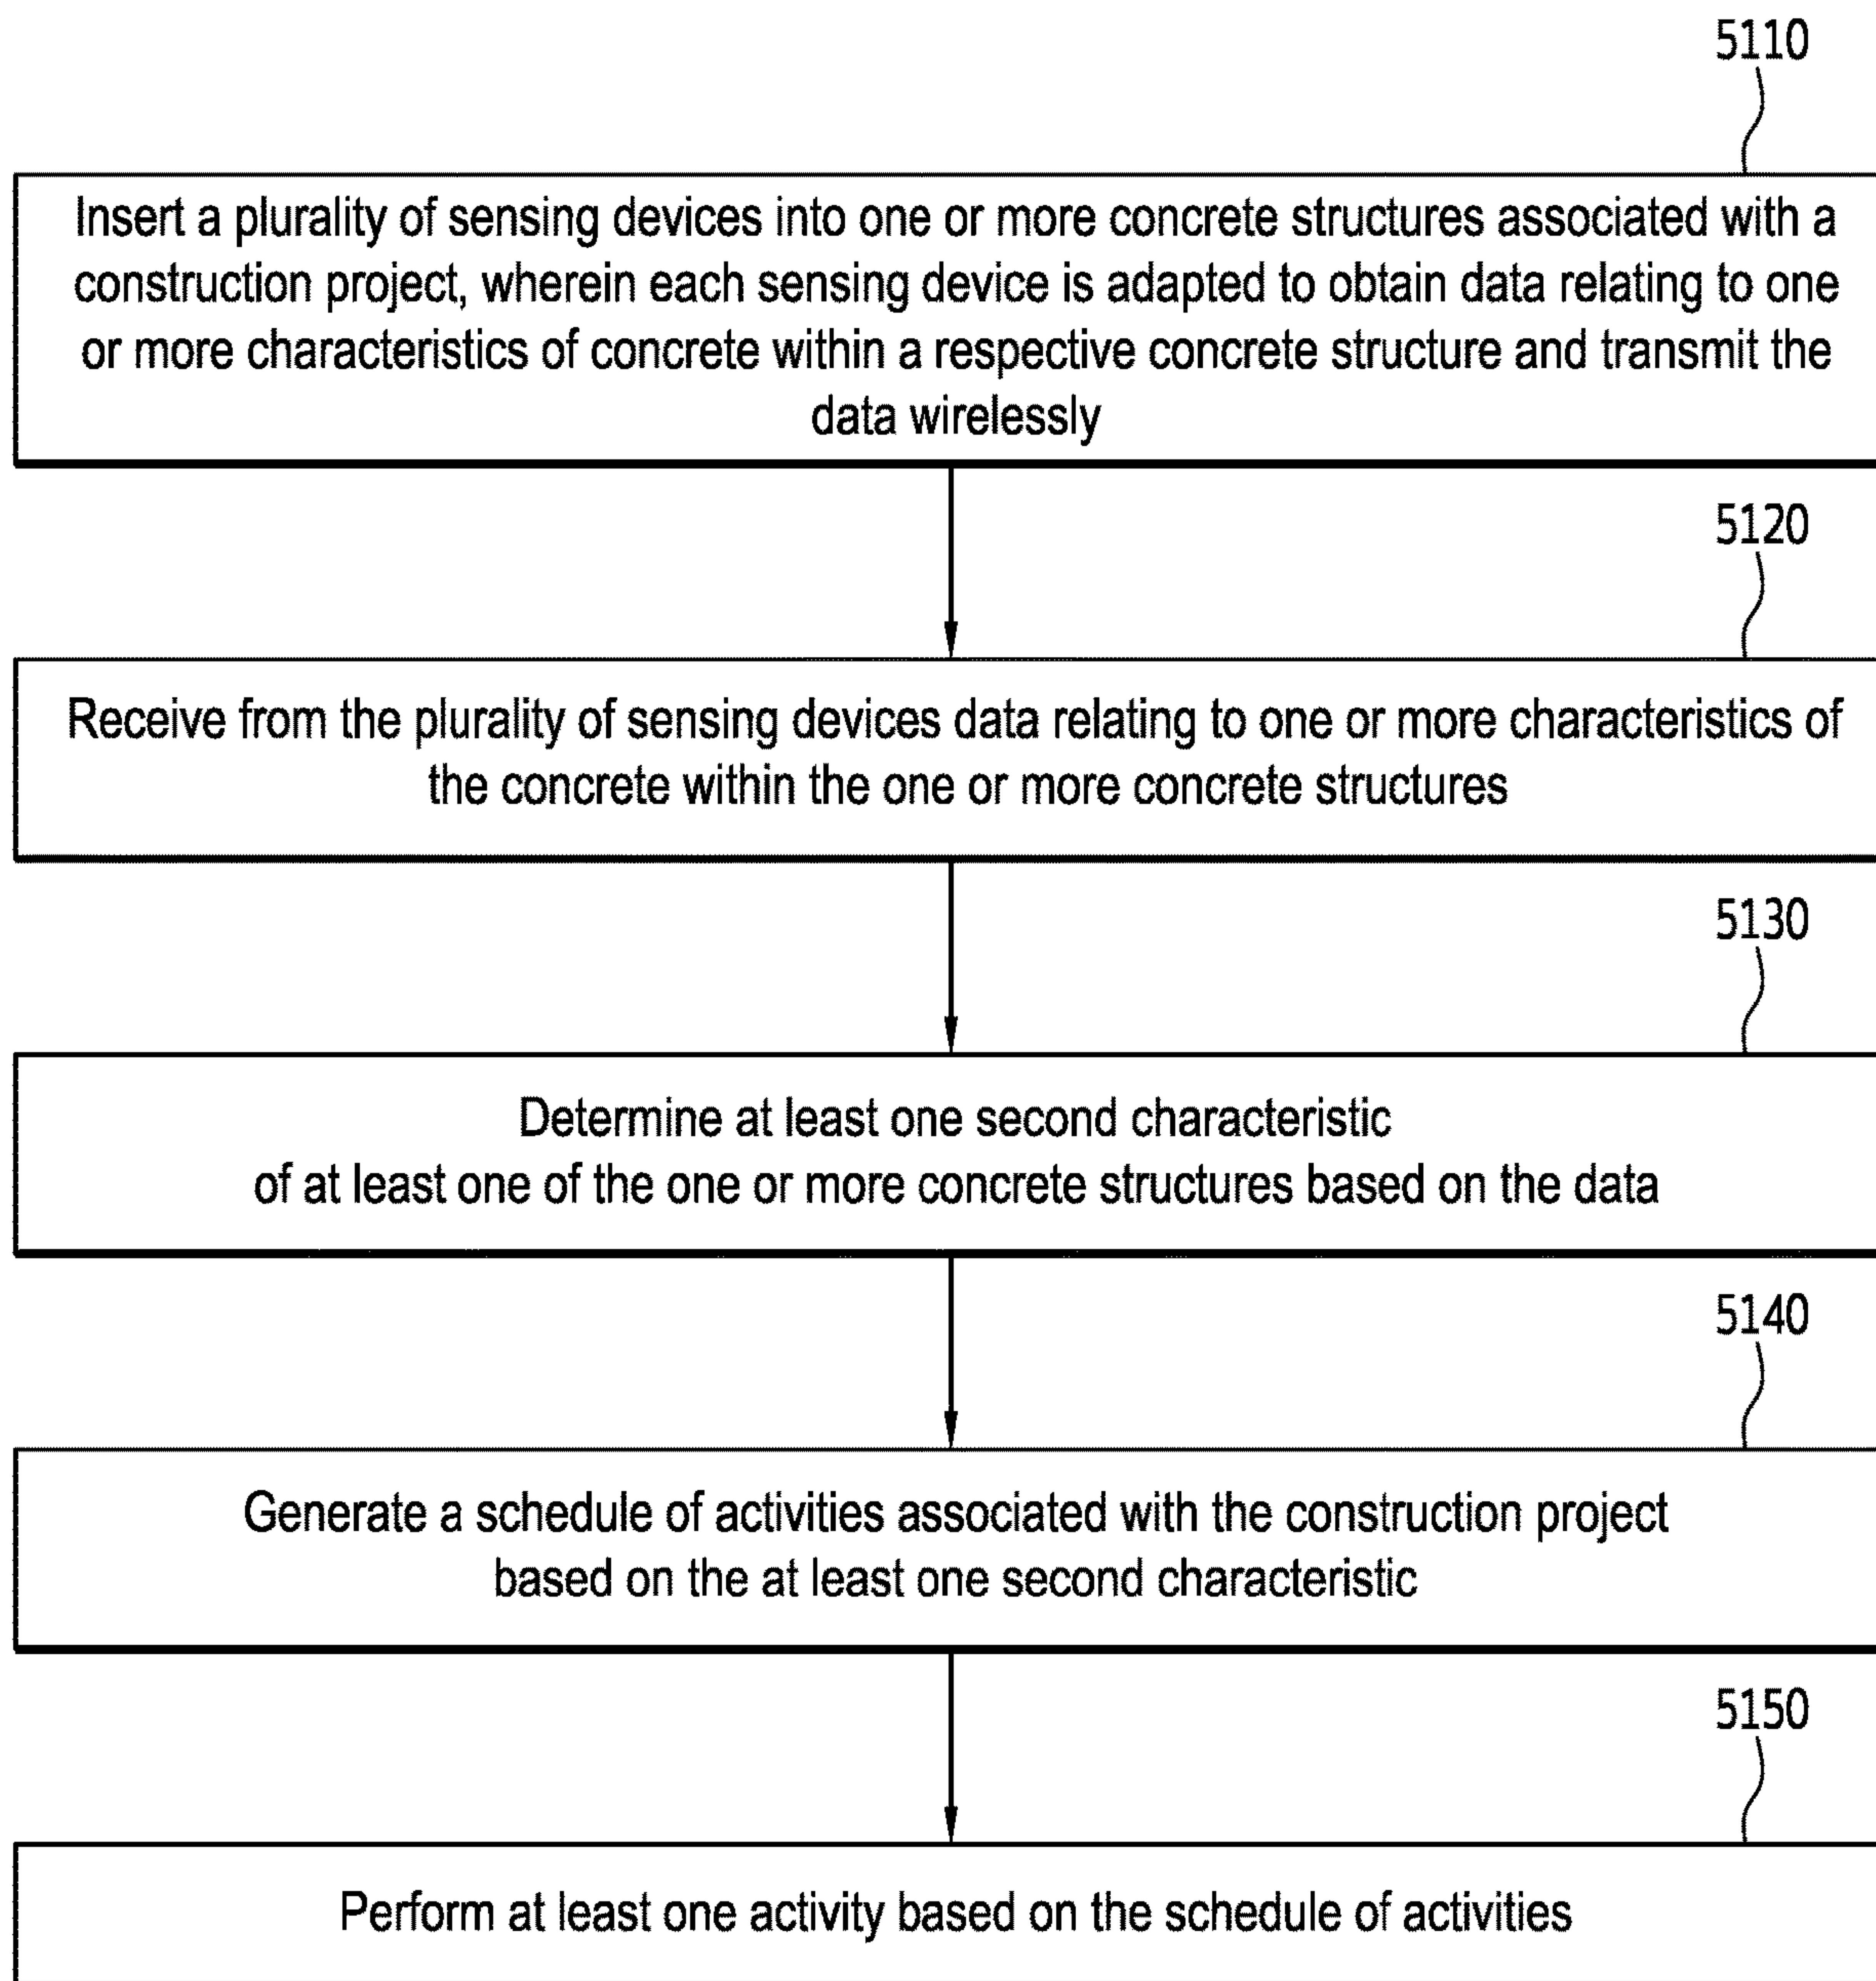 5110
Insert a plurality of sensing devices into one or more concrete structures associated with a
construction project, wherein each sensing device is adapted to obtain data relating to one
or more characteristics of concrete within a respective concrete structure and transmit the
data wirelessly
5120
Receive from the plurality of sensing devices data relating to one or more characteristics of
the concrete within the one or more concrete structures
5130
Determine at least one second characteristic
of at least one of the one or more concrete structures based on the data
5140
Generate a schedule of activities associated with the construction project
based on the at least one second characteristic
5150
Perform at least one activity based on the schedule of activities